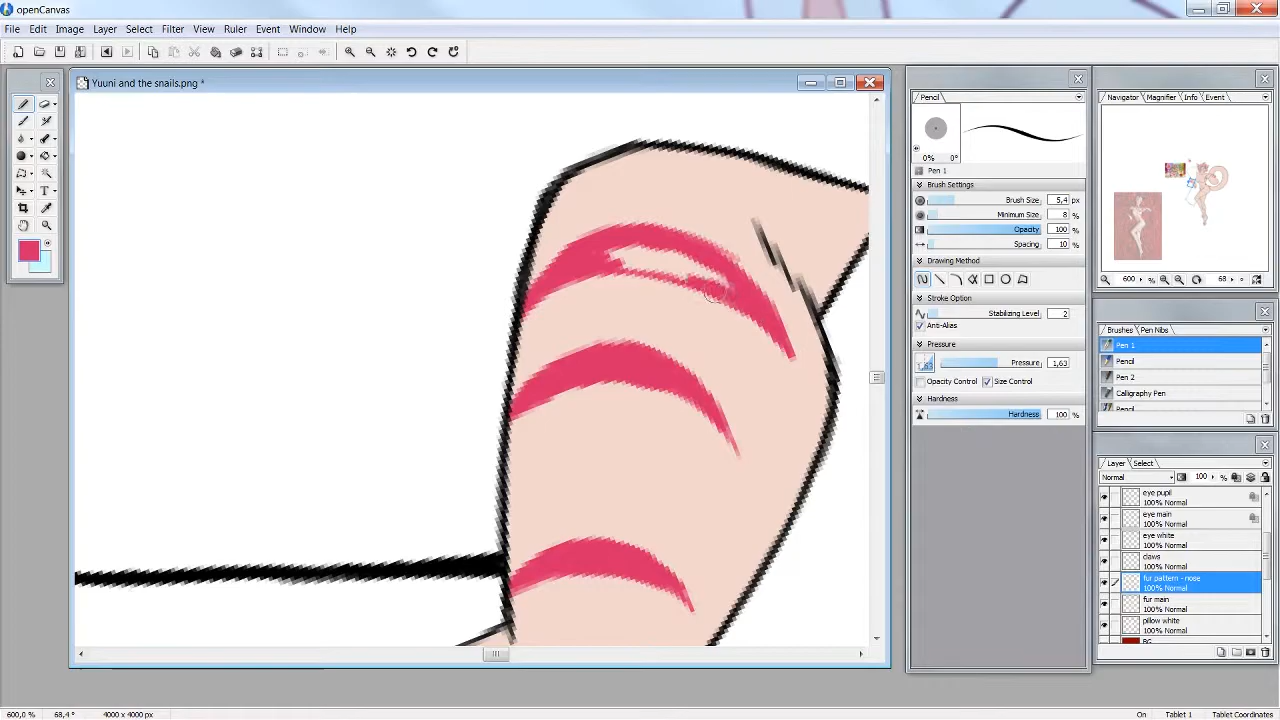 openCanvas
File Edit Image Layer Select Filter View Ruler Event Window Help
Yuuni and the snails.png *
T
600,0 % 68,4 ° 4000 x 4000 px
Pencil
0% 0°
Pen 1
Brush Settings
Brush Size 5,4 px
Minimum Size 8 %
Opacity 100
Spacing 10 %
Drawing Method
Stroke Option
Stabilizing Level 2
Anti-Alias
Pressure
1,63 Pressure 1,63
Opacity Control Size Control
Hardness
Hardness 100 %
Navigator Magnifier Info Event
600 % 68 °
Brushes Pen Nibs
Pen 1
Pencil
Pen 2
Calligraphy Pen
Pencil
Layer Select
Normal 100 %
eye pupil
100% Normal
eye main
100% Normal
eye white
100% Normal
claws
100% Normal
fur pattern - nose
100% Normal
fur main
100% Normal
pillow white
100% Normal
BG
On Tablet 1 Tablet Coordinates